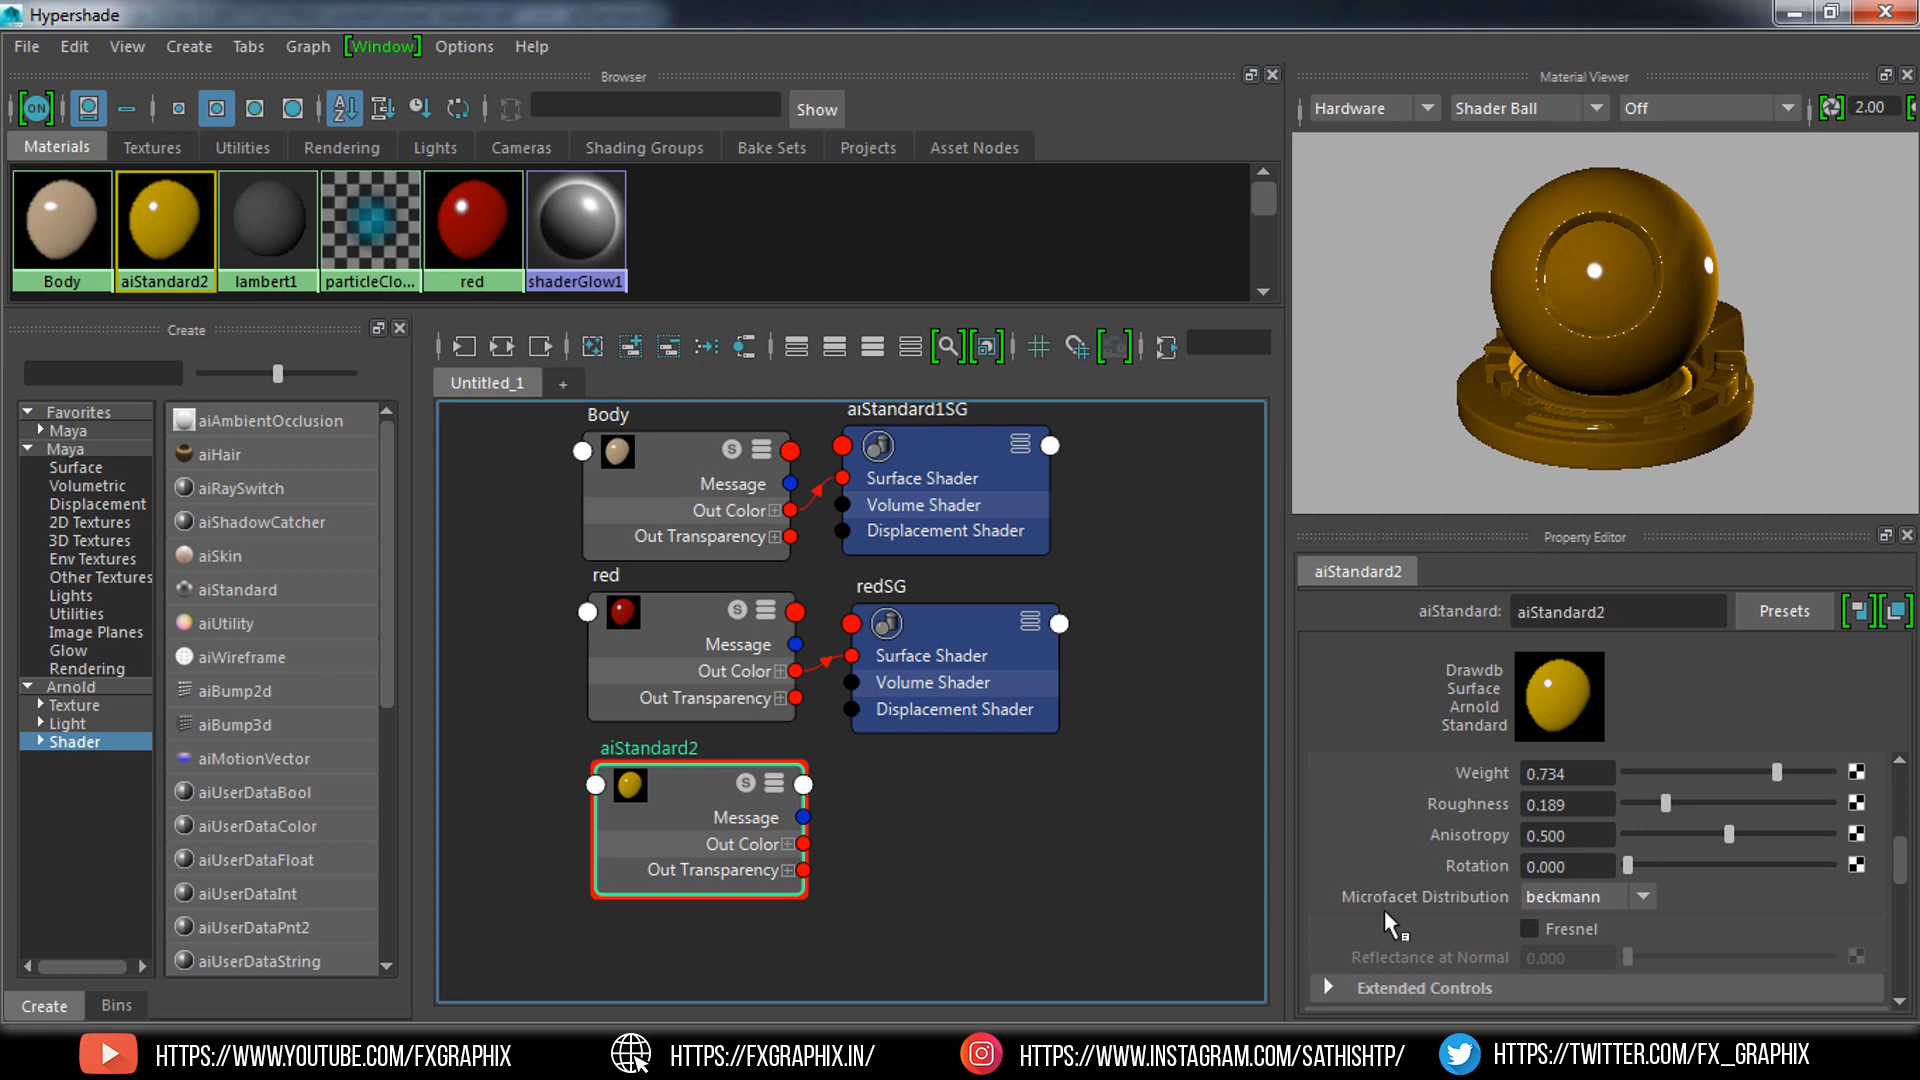 Hypershade
File Edit View Create Tabs Graph [Window] Options Help
Browser
ON Show
Materials Textures Utilities Rendering Lights Cameras Shading Groups Bake Sets Projects Asset Nodes
Body aiStandard2 lambert1 particleClo... red shaderGlow1
Material Viewer
Hardware Shader Ball Off 2.00
Create
Favorites
Maya
Maya
Surface
Volumetric
Displacement
2D Textures
3D Textures
Env Textures
Other Textures
Lights
Utilities
Image Planes
Glow
Rendering
Arnold
Texture
Light
Shader
aiAmbientOcclusion
aiHair
aiRaySwitch
aiShadowCatcher
aiSkin
aiStandard
aiUtility
aiWireframe
aiBump2d
aiBump3d
aiMotionVector
aiUserDataBool
aiUserDataColor
aiUserDataFloat
aiUserDataInt
aiUserDataPnt2
aiUserDataString
Create Bins
Untitled_1 +
Body
S
Message
Out Color
Out Transparency
aiStandard1SG
Surface Shader
Volume Shader
Displacement Shader
red
S
Message
Out Color
Out Transparency
redSG
Surface Shader
Volume Shader
Displacement Shader
aiStandard2
S
Message
Out Color
Out Transparency
Property Editor
aiStandard2
aiStandard: aiStandard2 Presets
Drawdb
Surface
Arnold
Standard
Weight 0.734
Roughness 0.189
Anisotropy 0.500
Rotation 0.000
Microfacet Distribution beckmann
Fresnel
Reflectance at Normal 0.000
Extended Controls
HTTPS://WWW.YOUTUBE.COM/FXGRAPHIX HTTPS://FXGRAPHIX.IN/ HTTPS://WWW.INSTAGRAM.COM/SATHISHTP/ HTTPS://TWITTER.COM/FX_GRAPHIX